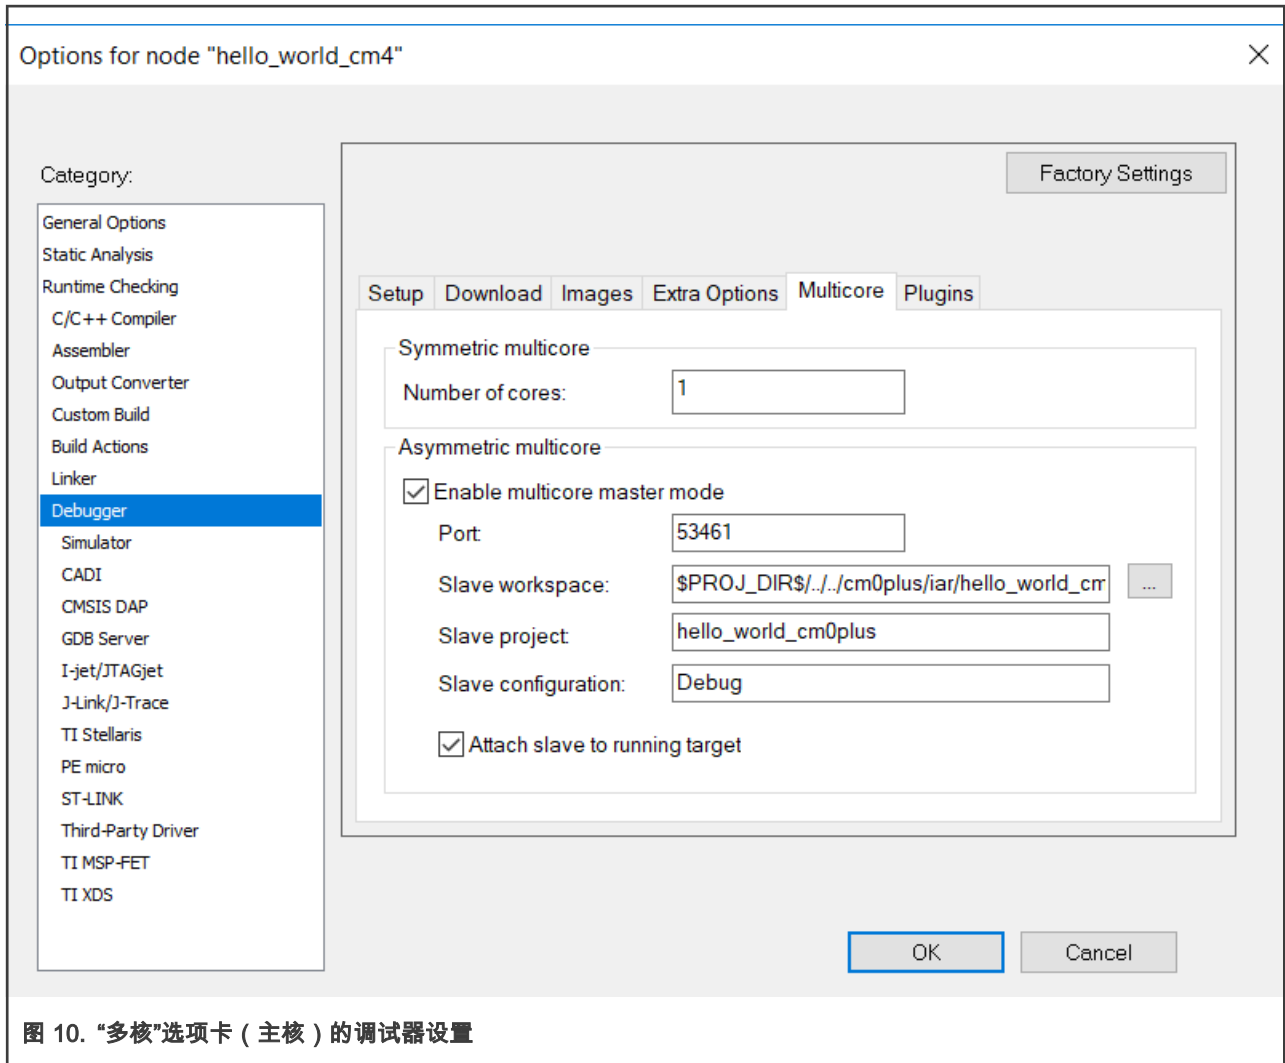 Options for node "hello_world_cm4"
Category:
General Options
Static Analysis
Runtime Checking
C/C++ Compiler
Assembler
Output Converter
Custom Build
Build Actions
Linker
Debugger
Simulator
CADI
CMSIS DAP
GDB Server
I-jet/JTAGjet
J-Link/J-Trace
TI Stellaris
PE micro
ST-LINK
Third-Party Driver
TI MSP-FET
TI XDS
Factory Settings
Setup Download Images Extra Options Multicore Plugins
Symmetric multicore
Number of cores: 1
Asymmetric multicore
Enable multicore master mode
Port: 53461
Slave workspace: $PROJ_DIR$/../../cm0plus/iar/hello_world_cm ...
Slave project: hello_world_cm0plus
Slave configuration: Debug
Attach slave to running target
OK Cancel
图 10. “多核”选项卡（主核）的调试器设置